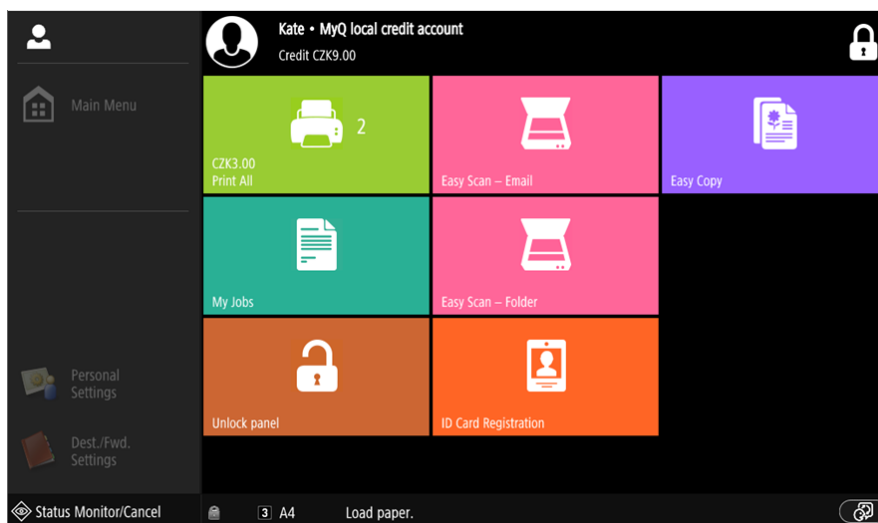 Kate • MyQ local credit account
Credit CZK9.00
Main Menu
2
CZK3.00
Print All
Easy Scan – Email
Easy Copy
My Jobs
Easy Scan – Folder
Personal
Settings
Unlock panel
ID Card Registration
Dest./Fwd.
Settings
Status Monitor/Cancel
3 A4 Load paper.